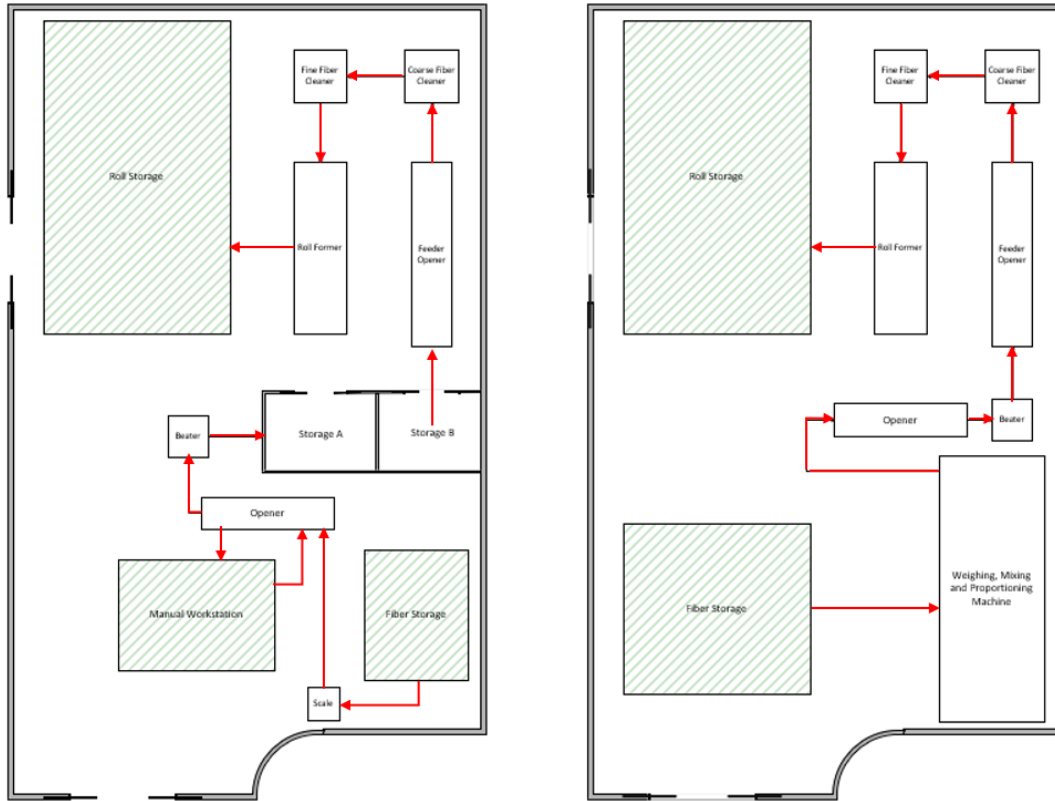 Fine Fiber
Cleaner
Coarse Fiber
Cleaner
Roll Storage
Roll Former
Feeder
Opener
Beater
Storage A
Storage B
Opener
Manual Workstation
Fiber Storage
Scale
Fine Fiber
Cleaner
Coarse Fiber
Cleaner
Roll Storage
Roll Former
Feeder
Opener
Opener
Beater
Weighing, Mixing
and Proportioning
Machine
Fiber Storage